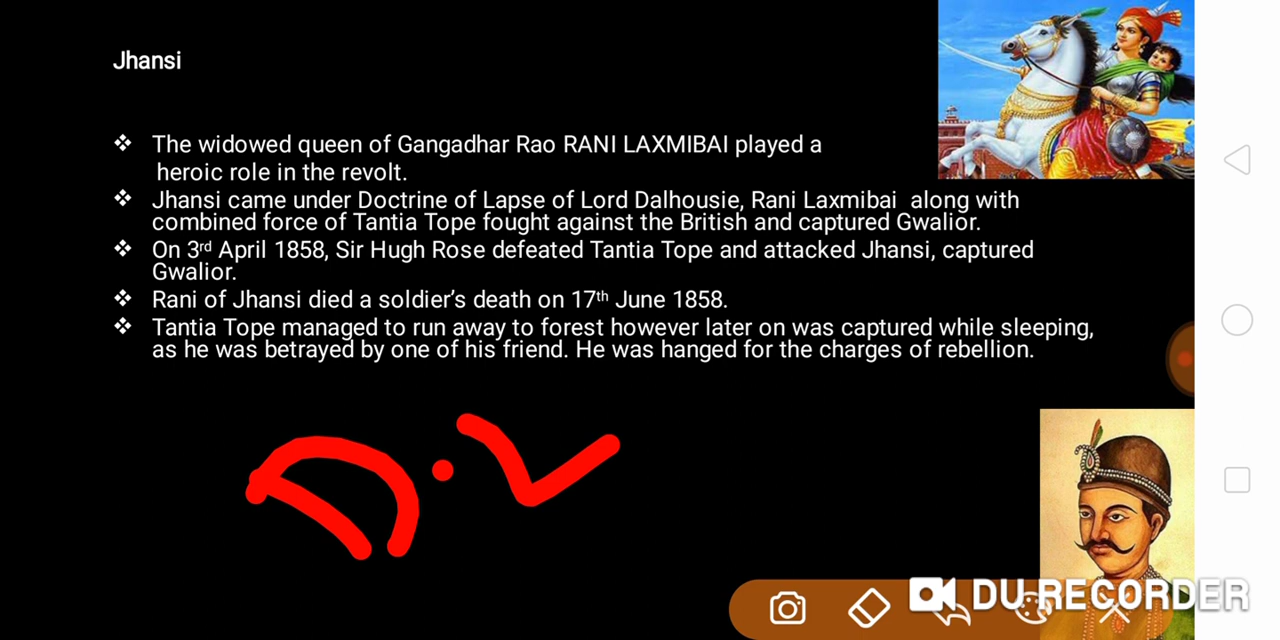 Jhansi
❖ The widowed queen of Gangadhar Rao RANI LAXMIBAI played a
heroic role in the revolt.
❖ Jhansi came under Doctrine of Lapse of Lord Dalhousie, Rani Laxmibai along with
combined force of Tantia Tope fought against the British and captured Gwalior.
❖ On 3rd April 1858, Sir Hugh Rose defeated Tantia Tope and attacked Jhansi, captured
Gwalior.
❖ Rani of Jhansi died a soldier's death on 17th June 1858.
❖ Tantia Tope managed to run away to forest however later on was captured while sleeping,
as he was betrayed by one of his friend. He was hanged for the charges of rebellion.
D.L
DU RECORDER